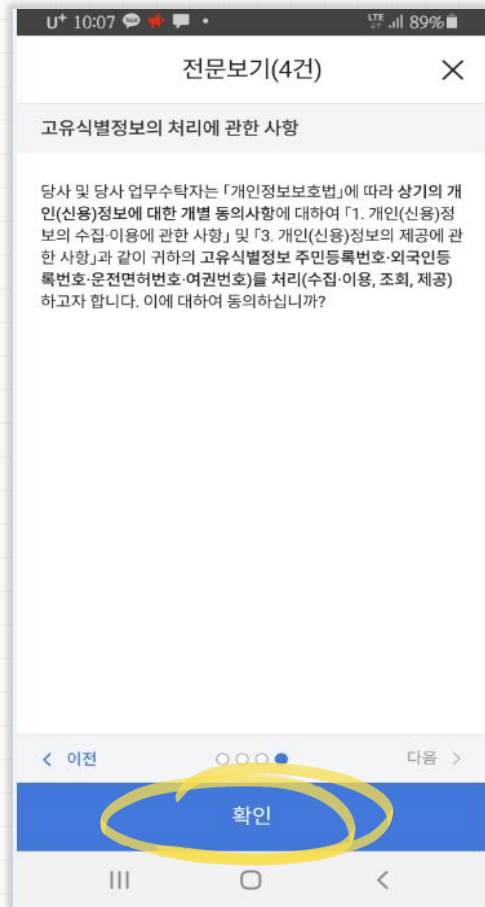 U+ 10:07
LTE 89%
전문보기(4건)
고유식별정보의 처리에 관한 사항
당사 및 당사 업무수탁자는 「개인정보보호법」에 따라 상기의 개
인(신용)정보에 대한 개별 동의사항에 대하여 「1. 개인(신용)정
보의 수집·이용에 관한 사항」 및 「3. 개인(신용)정보의 제공에 관
한 사항」과 같이 귀하의 고유식별정보 주민등록번호·외국인등
록번호·운전면허번호·여권번호)를 처리(수집·이용, 조회, 제공)
하고자 합니다. 이에 대하여 동의하십니까?
이전
다음
확인